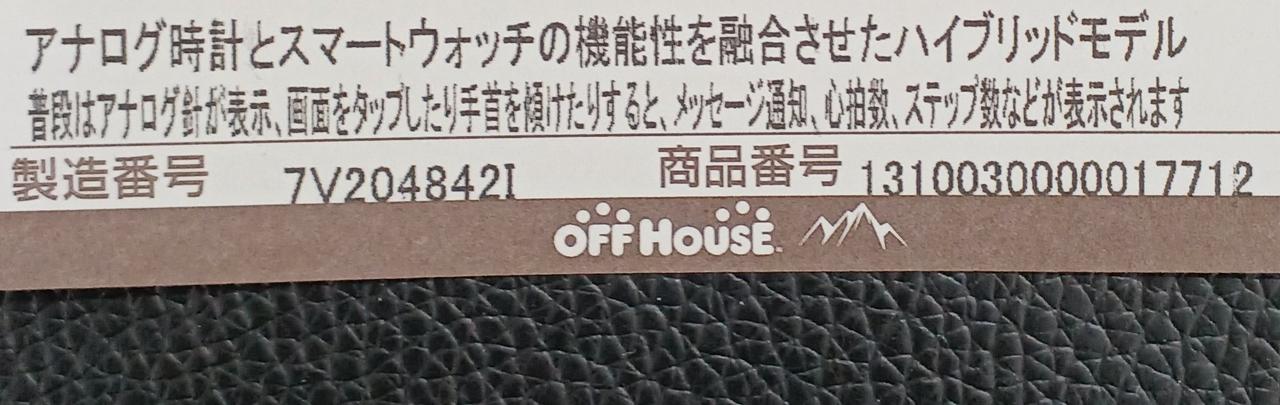 アナログ時計とスマートウォッチの機能性を融合させたハイブリッドモデル
普段はアナログ針が表示、画面をタップしたり手首を傾けたりすると、メッセージ通知、心拍数、ステップ数などが表示されます
製造番号 7V204842I 商品番号 1310030000017712
OFF HOUSE